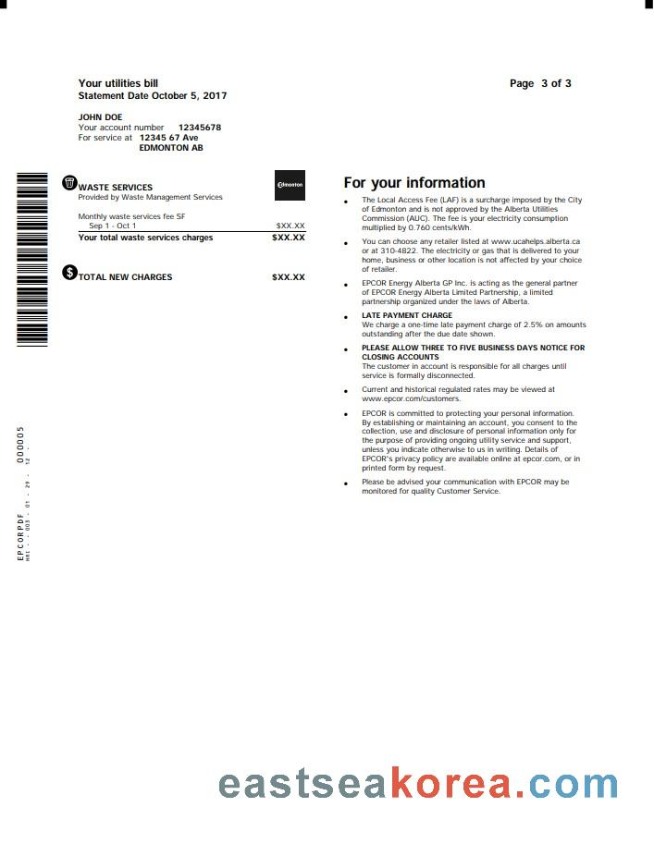 Your utilities bill
Statement Date October 5, 2017
Page 3 of 3
JOHN DOE
Your account number 12345678
For service at 12345 67 Ave
EDMONTON AB
WASTE SERVICES
Provided by Waste Management Services
Edmonton
Monthly waste services fee SF
Sep 1 - Oct 1 $XX.XX
Your total waste services charges $XX.XX
$ TOTAL NEW CHARGES $XX.XX
For your information
• The Local Access Fee (LAF) is a surcharge imposed by the City
of Edmonton and is not approved by the Alberta Utilities
Commission (AUC). The fee is your electricity consumption
multiplied by 0.760 cents/kWh.
• You can choose any retailer listed at www.ucahelps.alberta.ca
or at 310-4822. The electricity or gas that is delivered to your
home, business or other location is not affected by your choice
of retailer.
• EPCOR Energy Alberta GP Inc. is acting as the general partner
of EPCOR Energy Alberta Limited Partnership, a limited
partnership organized under the laws of Alberta.
• LATE PAYMENT CHARGE
We charge a one-time late payment charge of 2.5% on amounts
outstanding after the due date shown.
• PLEASE ALLOW THREE TO FIVE BUSINESS DAYS NOTICE FOR
CLOSING ACCOUNTS
The customer in account is responsible for all charges until
service is formally disconnected.
• Current and historical regulated rates may be viewed at
www.epcor.com/customers.
• EPCOR is committed to protecting your personal information.
By establishing or maintaining an account, you consent to the
collection, use and disclosure of personal information only for
the purpose of providing ongoing utility service and support,
unless you indicate otherwise to us in writing. Details of
EPCOR's privacy policy are available online at epcor.com, or in
printed form by request.
• Please be advised your communication with EPCOR may be
monitored for quality Customer Service.
EPCORPDF 000005
eastseakorea.com